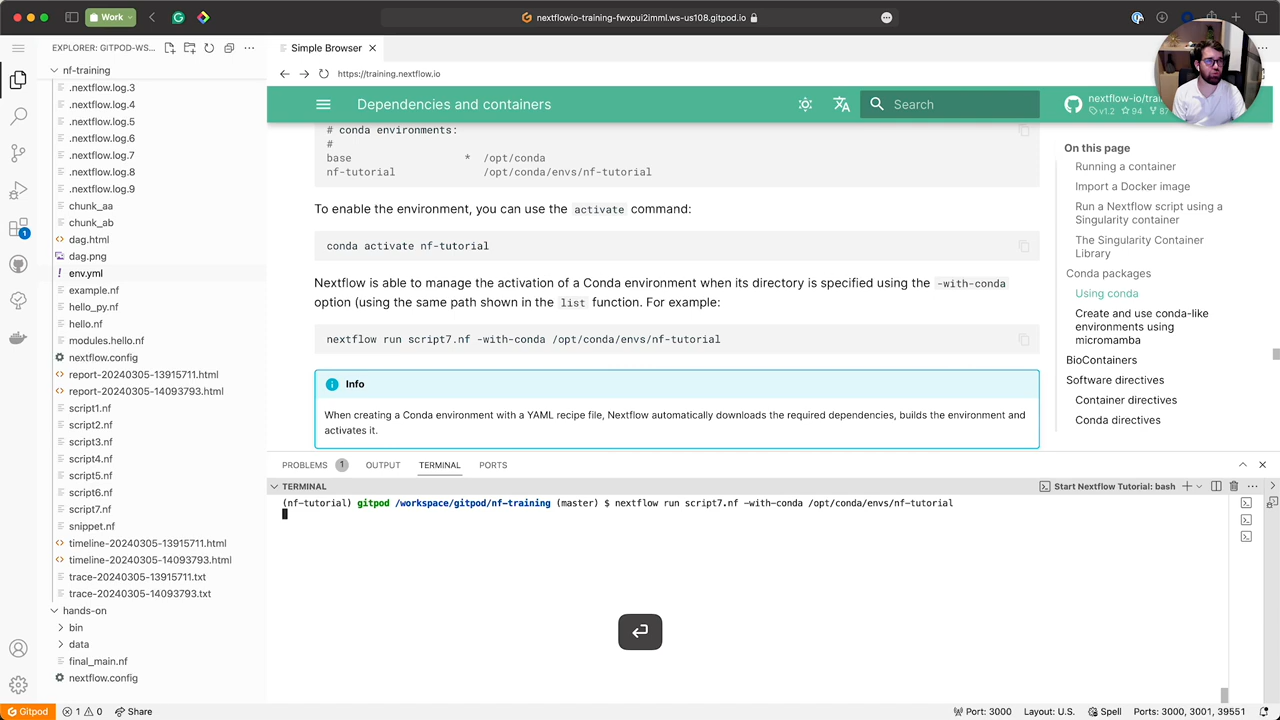 Work
nextflowio-training-fwxpui2imml.ws-us108.gitpod.io
EXPLORER: GITPOD-WS...
nf-training
.nextflow.log.3
.nextflow.log.4
.nextflow.log.5
.nextflow.log.6
.nextflow.log.7
.nextflow.log.8
.nextflow.log.9
chunk_aa
chunk_ab
dag.html
dag.png
env.yml
example.nf
hello_py.nf
hello.nf
modules.hello.nf
nextflow.config
report-20240305-13915711.html
report-20240305-14093793.html
script1.nf
script2.nf
script3.nf
script4.nf
script5.nf
script6.nf
script7.nf
snippet.nf
timeline-20240305-13915711.html
timeline-20240305-14093793.html
trace-20240305-13915711.txt
trace-20240305-14093793.txt
hands-on
bin
data
final_main.nf
nextflow.config
1
Simple Browser
https://training.nextflow.io
Dependencies and containers
Search
nextflow-io/trai
v1.2 94 87
# conda environments:
#
base * /opt/conda
nf-tutorial /opt/conda/envs/nf-tutorial
To enable the environment, you can use the activate command:
conda activate nf-tutorial
Nextflow is able to manage the activation of a Conda environment when its directory is specified using the -with-conda
option (using the same path shown in the list function. For example:
nextflow run script7.nf -with-conda /opt/conda/envs/nf-tutorial
Info
When creating a Conda environment with a YAML recipe file, Nextflow automatically downloads the required dependencies, builds the environment and
activates it.
On this page
Running a container
Import a Docker image
Run a Nextflow script using a
Singularity container
The Singularity Container
Library
Conda packages
Using conda
Create and use conda-like
environments using
micromamba
BioContainers
Software directives
Container directives
Conda directives
PROBLEMS 1 OUTPUT TERMINAL PORTS
TERMINAL
Start Nextflow Tutorial: bash
(nf-tutorial) gitpod /workspace/gitpod/nf-training (master) $ nextflow run script7.nf -with-conda /opt/conda/envs/nf-tutorial
Gitpod
1 0
Share
Port: 3000
Layout: U.S.
Spell
Ports: 3000, 3001, 39551